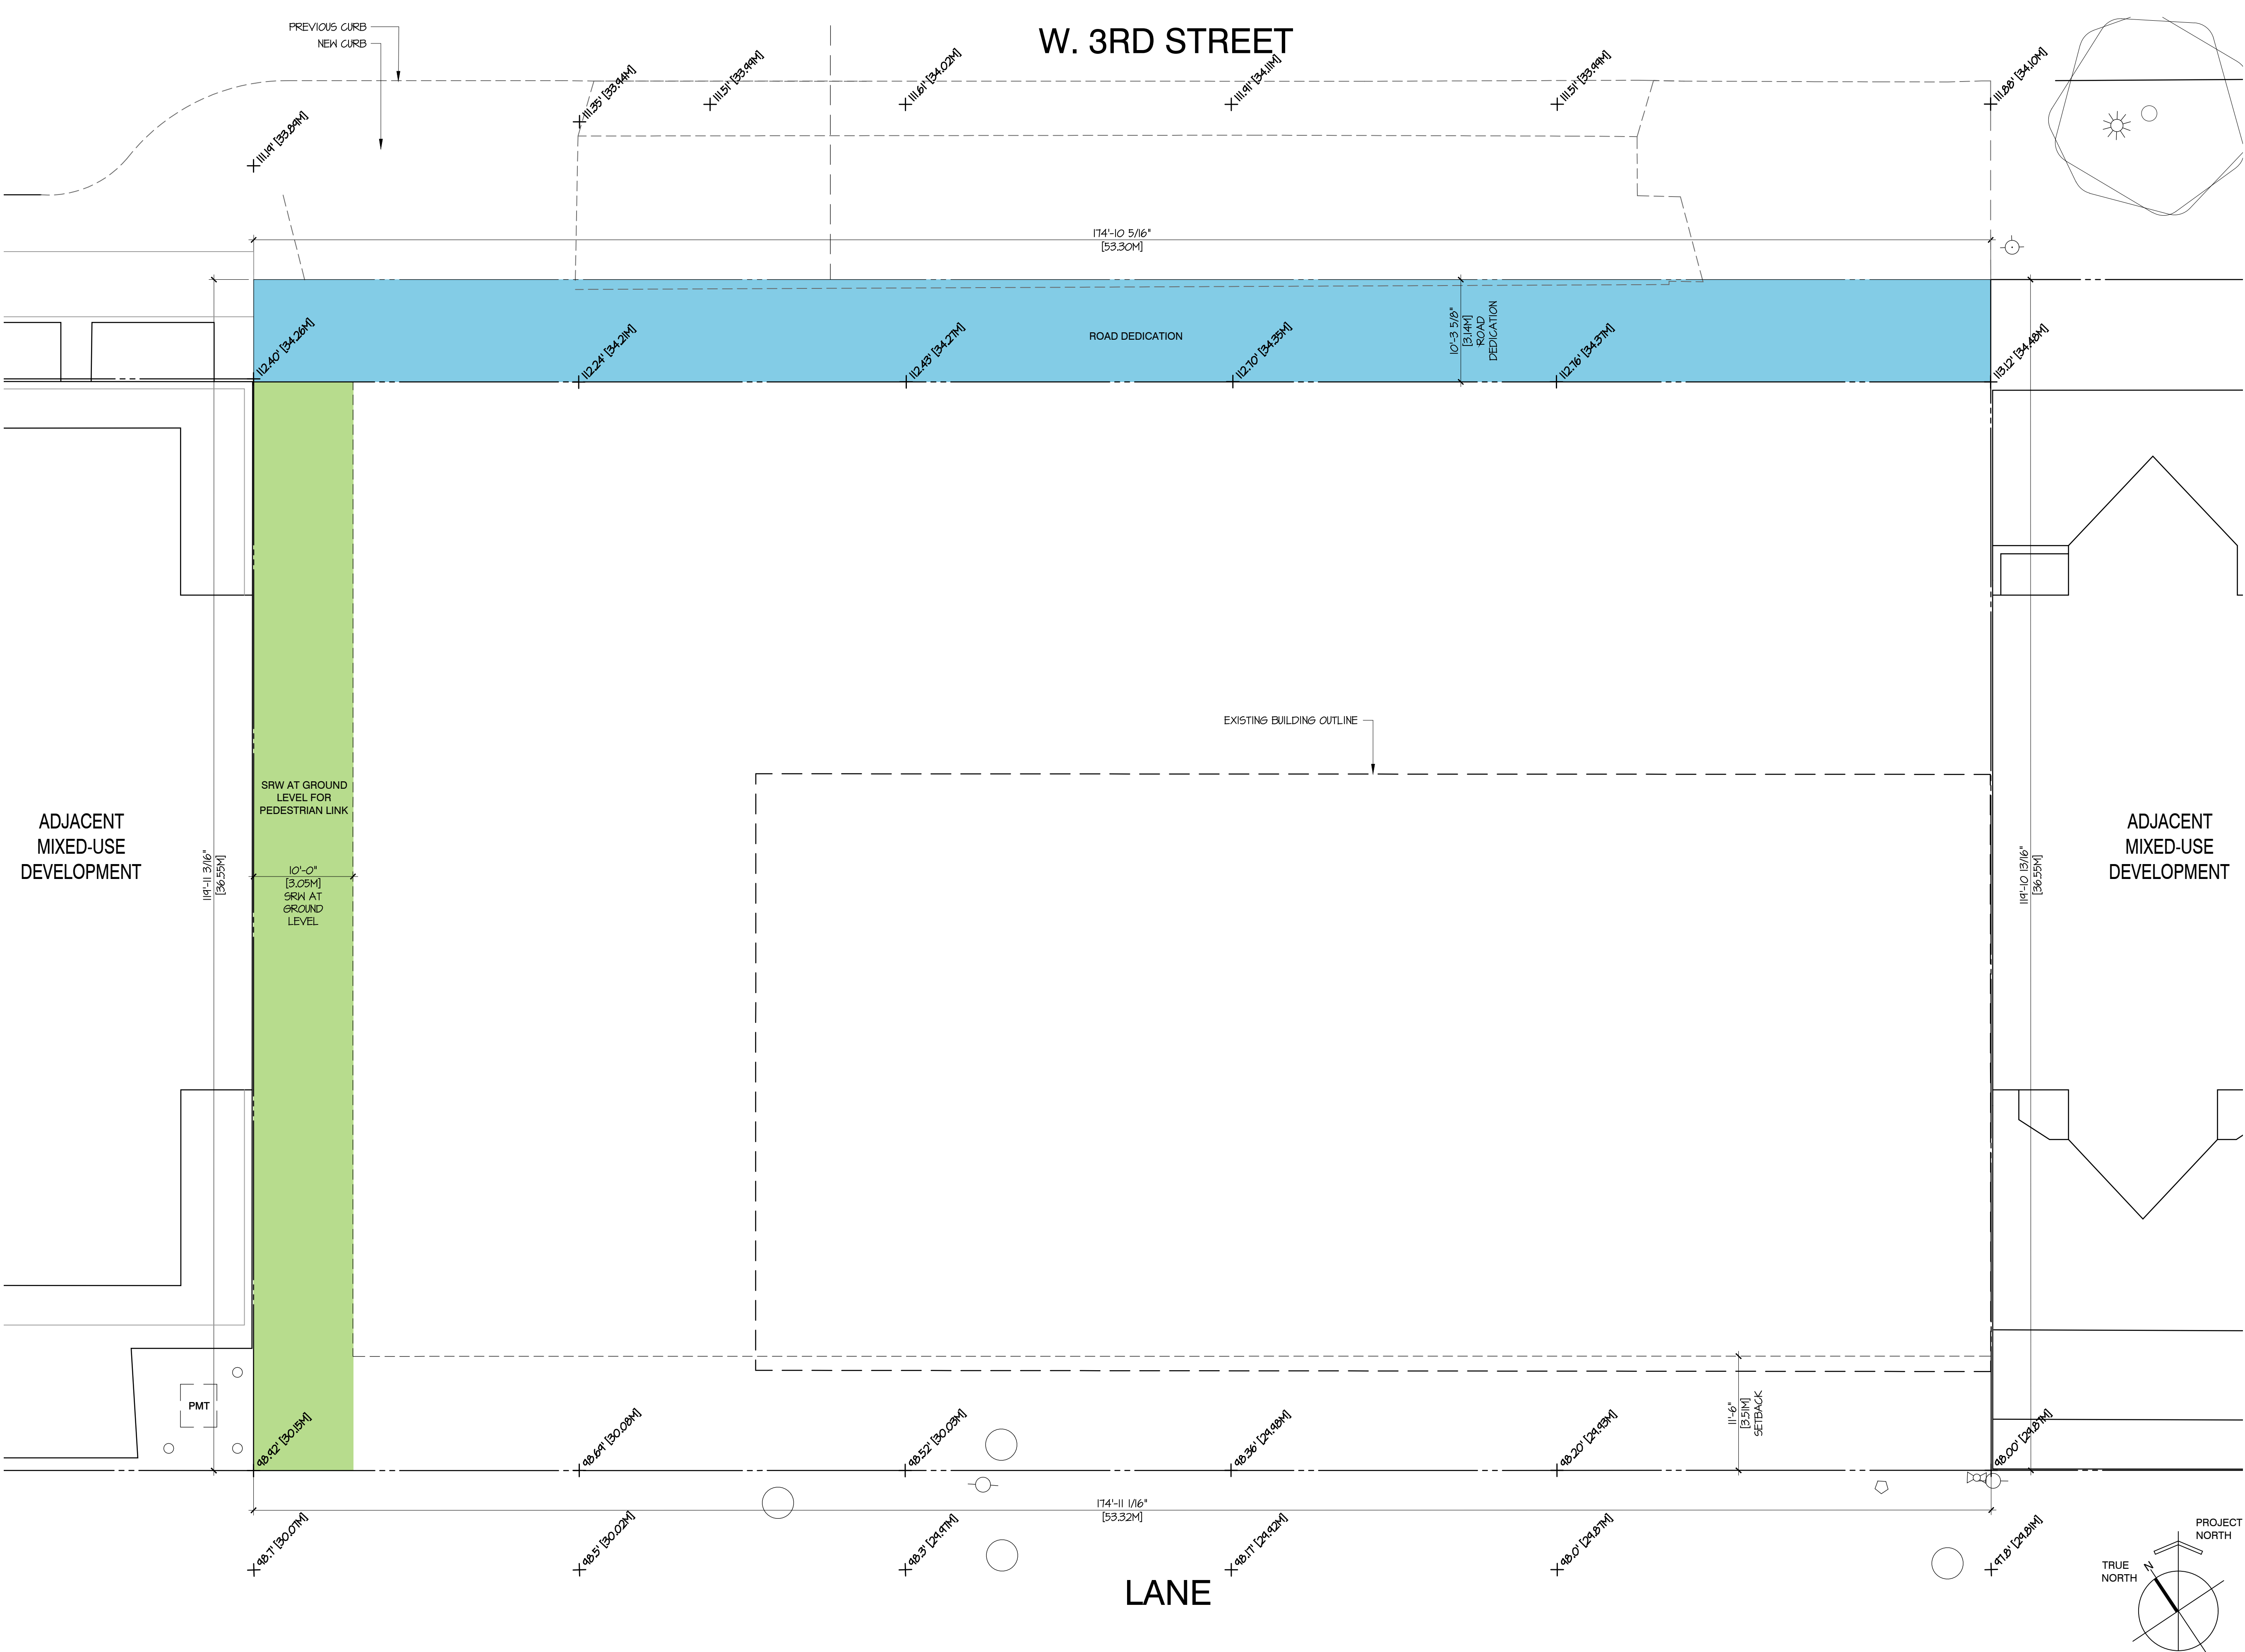 W. 3RD STREET
PREVIOUS CURB
NEW CURB
111.19' [33.89M]
111.35' [33.94M]
111.51' [33.99M]
111.61' [34.02M]
111.91' [34.11M]
111.51' [33.99M]
111.88' [34.10M]
174'-10 5/16"
[53.30M]
ROAD DEDICATION
10'-3 5/8"
[3.14M]
ROAD
DEDICATION
112.40' [34.26M]
112.24' [34.21M]
112.43' [34.27M]
112.70' [34.35M]
112.76' [34.37M]
113.12' [34.48M]
EXISTING BUILDING OUTLINE
SRW AT GROUND
LEVEL FOR
PEDESTRIAN LINK
ADJACENT
MIXED-USE
DEVELOPMENT
119'-11 3/16"
[36.55M]
10'-0"
[3.05M]
SRW AT
GROUND
LEVEL
119'-10 13/16"
[36.55M]
ADJACENT
MIXED-USE
DEVELOPMENT
PMT
11'-6"
[3.51M]
SETBACK
98.92' [30.15M]
98.69' [30.08M]
98.52' [30.03M]
98.36' [29.98M]
98.20' [29.93M]
98.00' [29.87M]
174'-11 1/16"
[53.32M]
98.7' [30.07M]
98.5' [30.02M]
98.3' [29.97M]
98.17' [29.92M]
98.0' [29.87M]
97.8' [29.81M]
LANE
PROJECT
NORTH
TRUE
NORTH
N